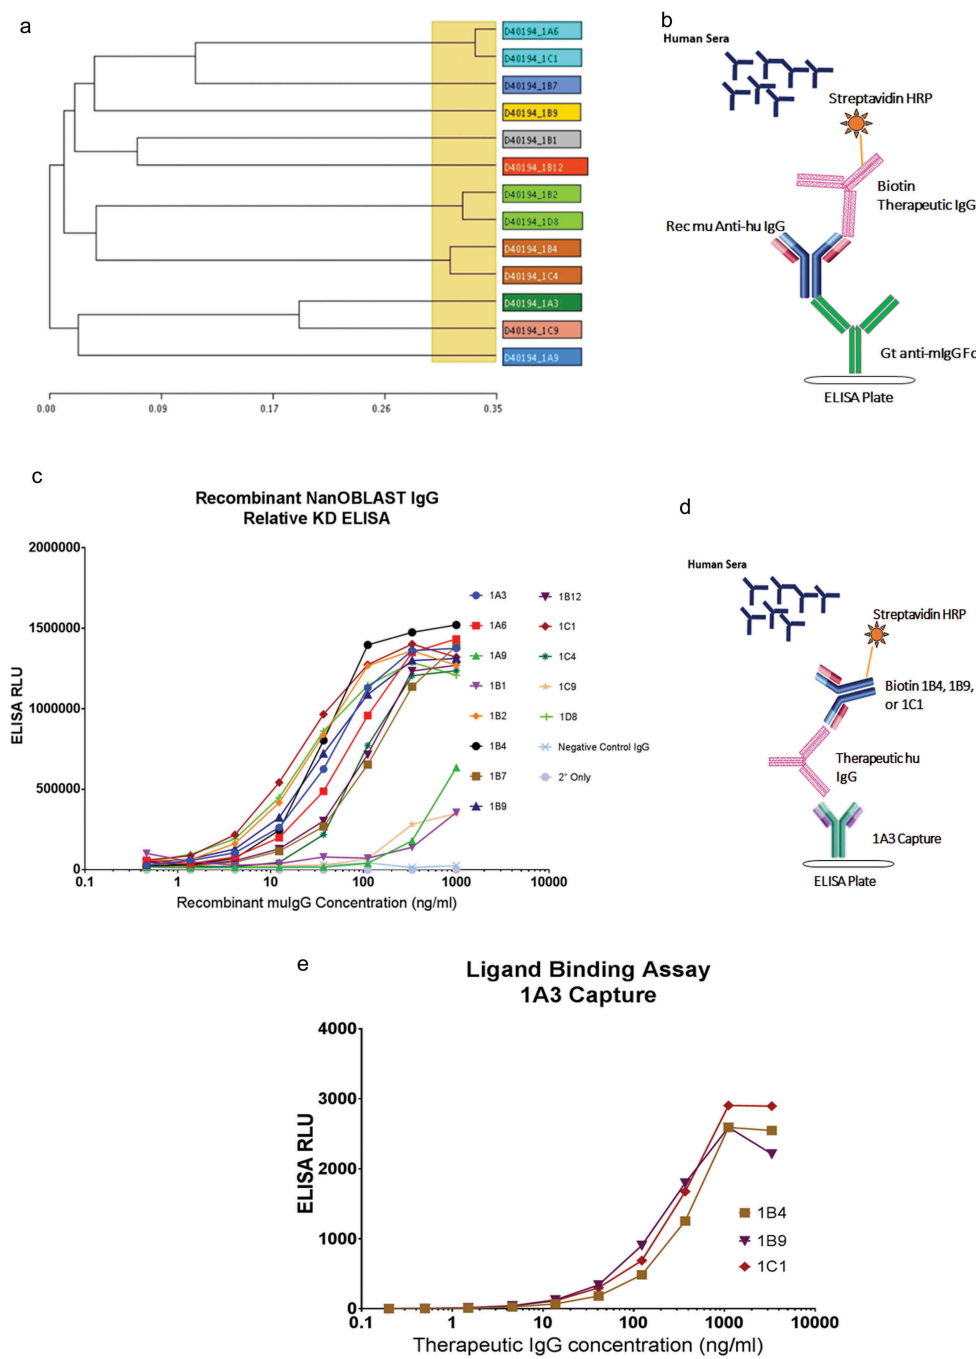 a
D40194_1A6
D40194_1C1
D40194_1B7
D40194_1B9
D40194_1B1
D40194_1B12
D40194_1B2
D40194_1D8
D40194_1B4
D40194_1C4
D40194_1A3
D40194_1C9
D40194_1A9
0.00 0.09 0.17 0.26 0.35
b
Human Sera
Streptavidin HRP
Biotin
Therapeutic IgG
Rec mu Anti-hu IgG
Gt anti-mIgG Fc
ELISA Plate
c
Recombinant NanOBLAST IgG
Relative KD ELISA
ELISA RLU
2000000
1500000
1000000
500000
0
0.1 1 10 100 1000 10000
Recombinant muIgG Concentration (ng/ml)
1A3
1A6
1A9
1B1
1B2
1B4
1B7
1B9
1B12
1C1
1C4
1C9
1D8
Negative Control IgG
2° Only
d
Human Sera
Streptavidin HRP
Biotin 1B4, 1B9,
or 1C1
Therapeutic hu
IgG
1A3 Capture
ELISA Plate
e
Ligand Binding Assay
1A3 Capture
ELISA RLU
4000
3000
2000
1000
0
0.1 1 10 100 1000 10000
Therapeutic IgG concentration (ng/ml)
1B4
1B9
1C1